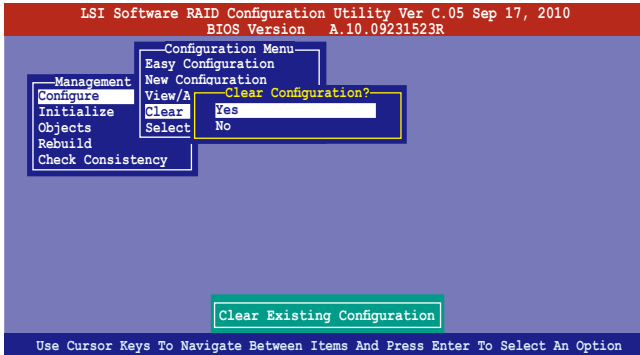 LSI Software RAID Configuration Utility Ver C.05 Sep 17, 2010
BIOS Version A.10.09231523R
Configuration Menu
Easy Configuration
New Configuration
View/A
Clear
Select
Management
Configure
Initialize
Objects
Rebuild
Check Consistency
Clear Configuration?
Yes
No
Clear Existing Configuration
Use Cursor Keys To Navigate Between Items And Press Enter To Select An Option